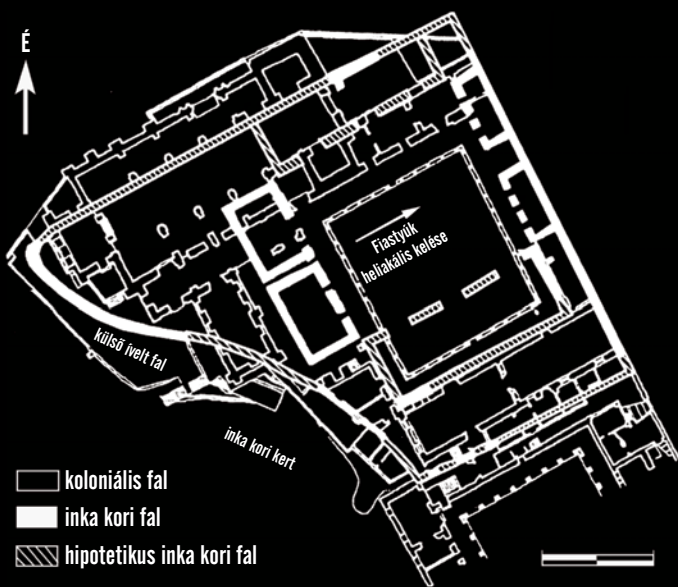 É
Fiastyúk
heliakális kelése
külső ívelt fal
inka kori kert
koloniális fal
inka kori fal
hipotetikus inka kori fal